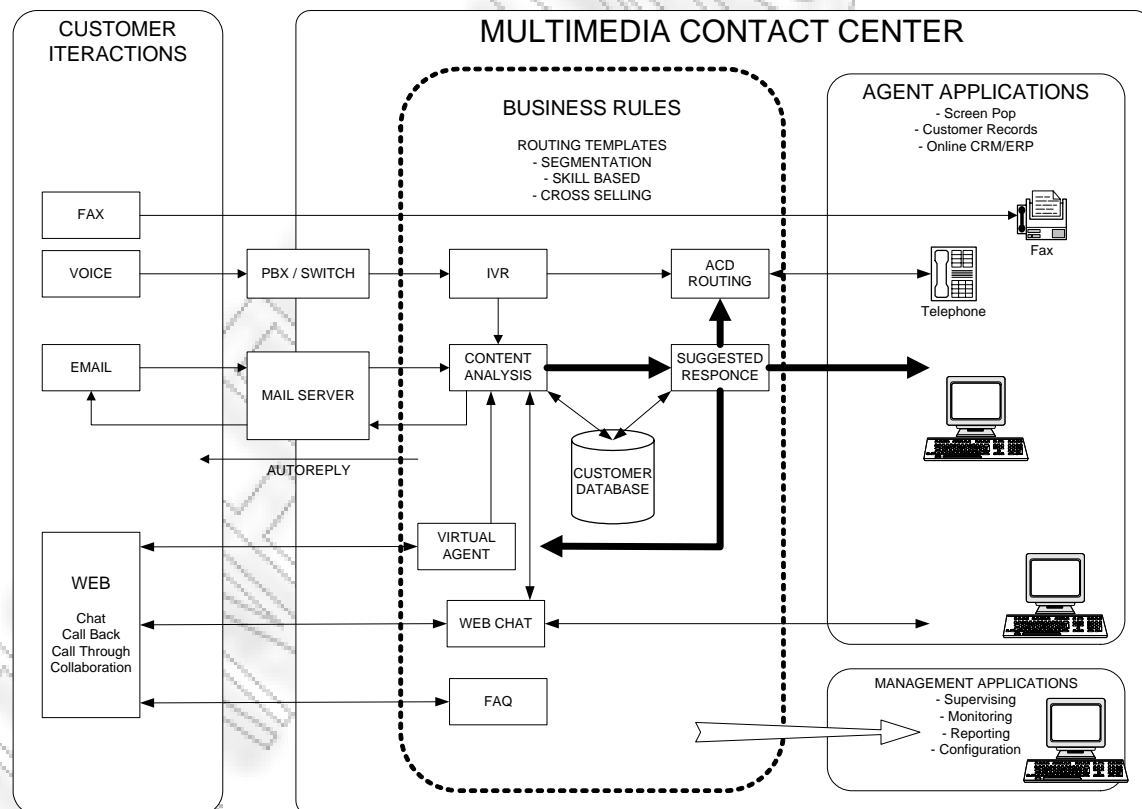 CUSTOMER
ITERACTIONS
MULTIMEDIA CONTACT CENTER
BUSINESS RULES
ROUTING TEMPLATES
- SEGMENTATION
- SKILL BASED
- CROSS SELLING
AGENT APPLICATIONS
- Screen Pop
- Customer Records
- Online CRM/ERP
FAX
Fax
VOICE
PBX / SWITCH
IVR
ACD
ROUTING
Telephone
EMAIL
MAIL SERVER
CONTENT
ANALYSIS
SUGGESTED
RESPONCE
AUTOREPLY
CUSTOMER
DATABASE
VIRTUAL
AGENT
WEB
Chat
Call Back
Call Through
Collaboration
WEB CHAT
FAQ
MANAGEMENT APPLICATIONS
- Supervising
- Monitoring
- Reporting
- Configuration